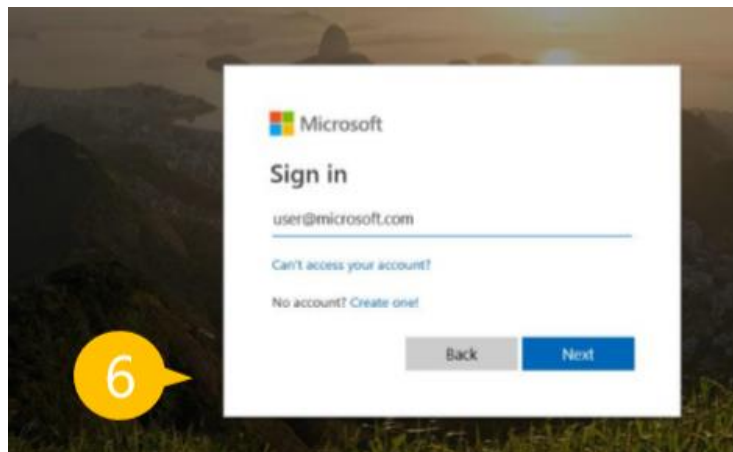 Microsoft
Sign in
user@microsoft.com
Can't access your account?
No account? Create one!
Back Next
6